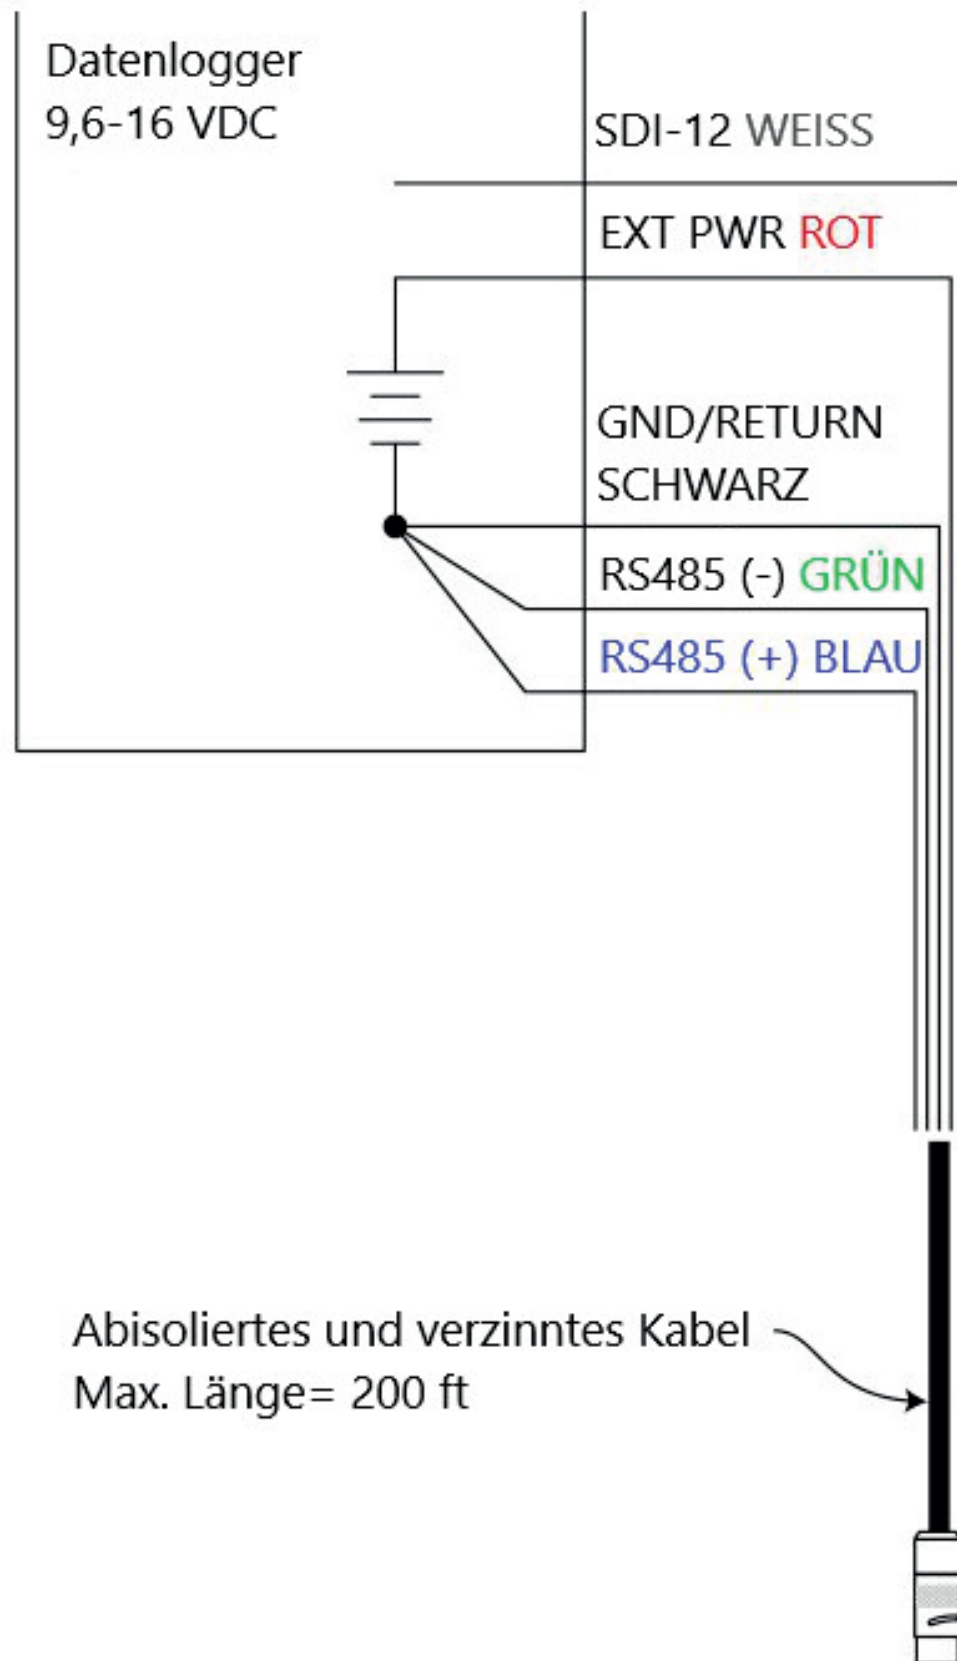 Datenlogger
9,6-16 VDC
SDI-12 WEISS
EXT PWR ROT
GND/RETURN
SCHWARZ
RS485 (-) GRÜN
RS485 (+) BLAU
Abisoliertes und verzinntes Kabel
Max. Länge= 200 ft